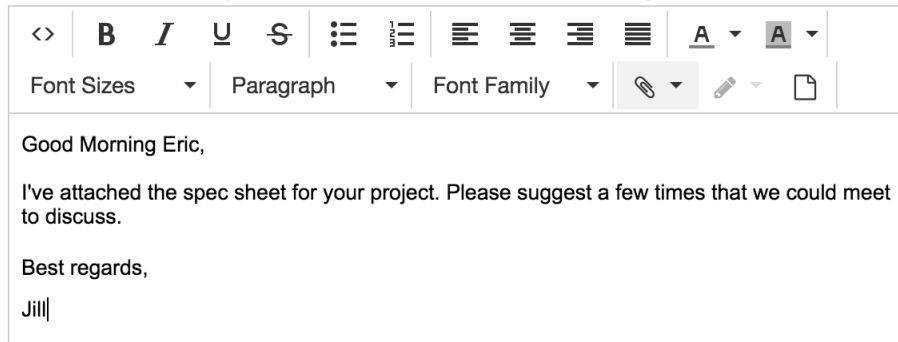 <> B I U S A A
Font Sizes Paragraph Font Family
Good Morning Eric,
I've attached the spec sheet for your project. Please suggest a few times that we could meet
to discuss.
Best regards,
Jill